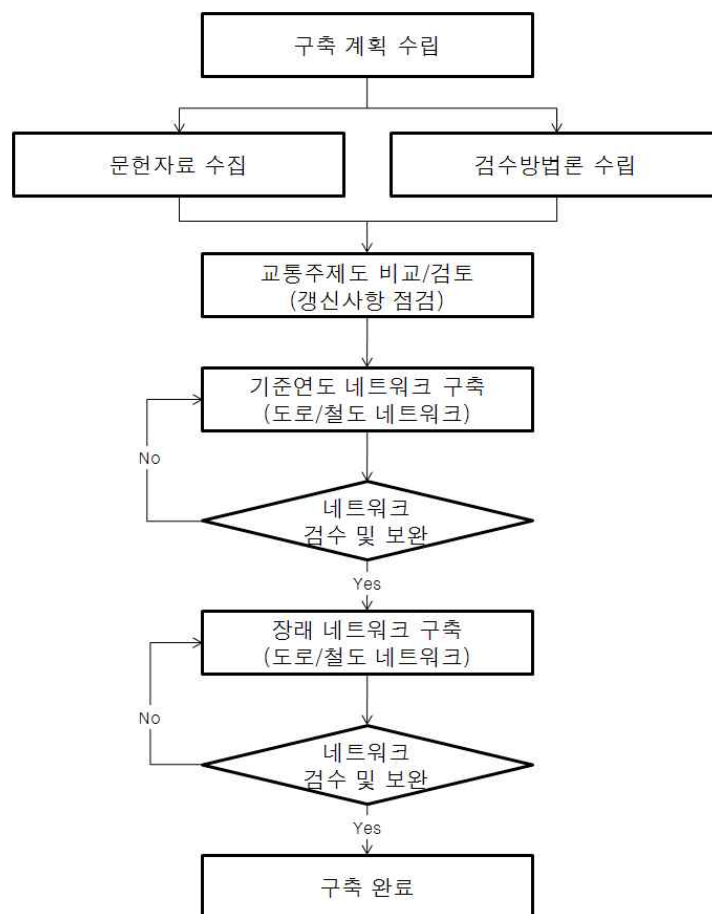 구축 계획 수립
문헌자료 수집
검수방법론 수립
교통주제도 비교/검토
(갱신사항 점검)
기준연도 네트워크 구축
(도로/철도 네트워크)
No
네트워크
검수 및 보완
Yes
장래 네트워크 구축
(도로/철도 네트워크)
No
네트워크
검수 및 보완
Yes
구축 완료